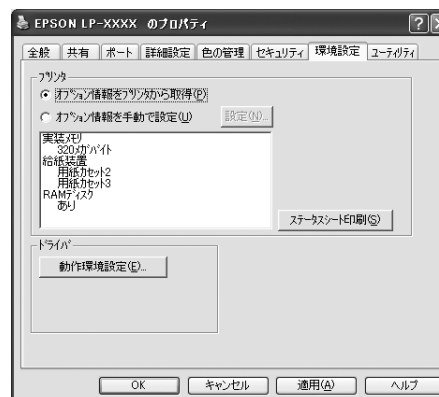 EPSON LP-XXXX のプロパティ
全般 共有 ポート 詳細設定 色の管理 セキュリティ 環境設定 ユーティリティ
プリンタ
オプション情報をプリンタから取得(P)
オプション情報を手動で設定(U) 設定(N)...
実装メモリ
320メガバイト
給紙装置
用紙カセット2
用紙カセット3
RAMディスク
あり
ステータスシート印刷(S)
ドライバ
動作環境設定(E)...
OK キャンセル 適用(A) ヘルプ